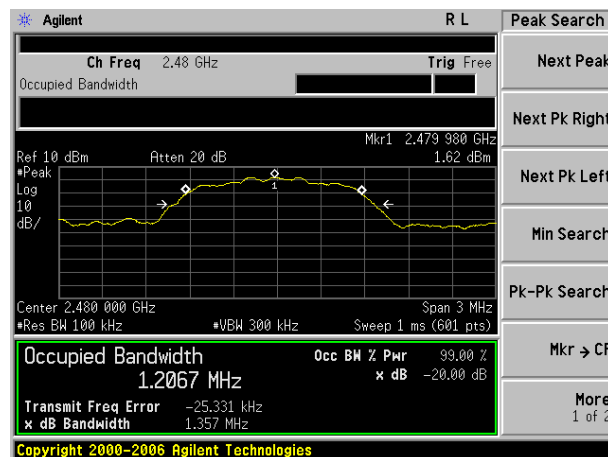 Agilent R L Peak Search
Ch Freq 2.48 GHz Trig Free
Occupied Bandwidth
Next Peak
Next Pk Right
Mkr1 2.479 980 GHz
Ref 10 dBm Atten 20 dB 1.62 dBm
#Peak
Log
10
dB/
1
Next Pk Left
Min Search
Pk-Pk Search
Center 2.480 000 GHz Span 3 MHz
#Res BW 100 kHz #VBW 300 kHz Sweep 1 ms (601 pts)
Mkr → CF
Occupied Bandwidth Occ BW % Pwr 99.00 %
1.2067 MHz x dB -20.00 dB
Transmit Freq Error -25.331 kHz
x dB Bandwidth 1.357 MHz
More
1 of 2
Copyright 2000-2006 Agilent Technologies